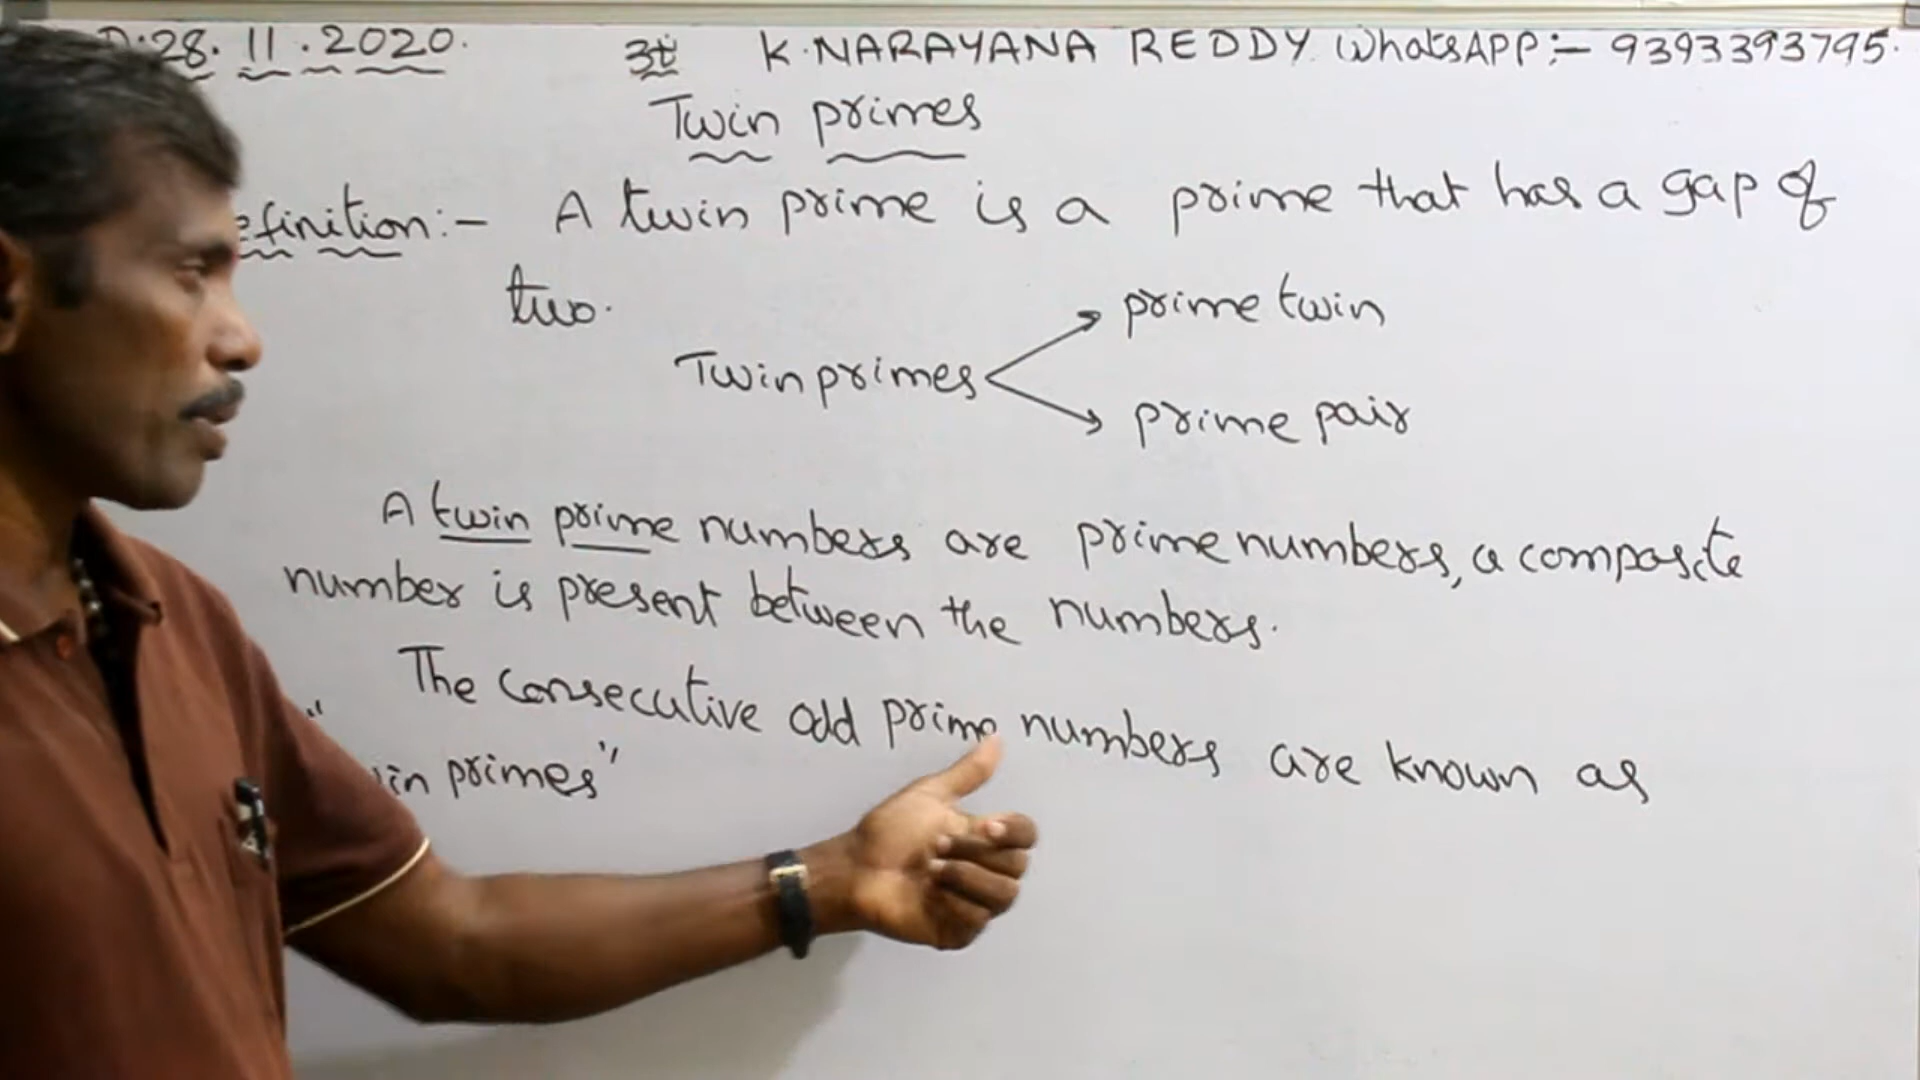 D:28.11.2020. K.NARAYANA REDDY WhatsAPP:- 9393393795.
Twin primes
efinition:- A twin prime is a prime that has a gap of
two.
prime twin
Twin primes
prime pair
A twin prime numbers are prime numbers, a composite
number is present between the numbers.
The consecutive odd prime numbers are known as
in primes"